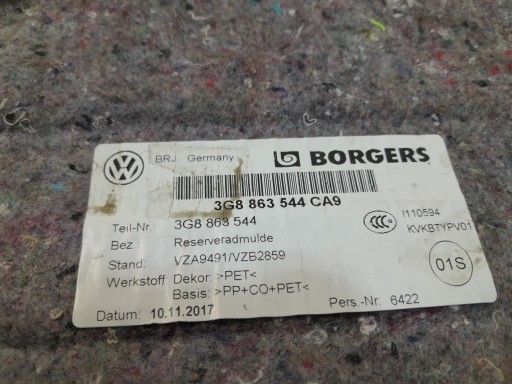 BRJ Germany BORGERS
3G8 863 544 CA9
Teil-Nr.: 3G8 863 544
I110594
Bez.: Reserveradmulde
KVKBTYPV01
Stand: VZA9491/VZB2859
Werkstoff: Dekor: >PET<
01S
Basis: >PP+CO+PET<
Datum: 10.11.2017
Pers.-Nr: 6422